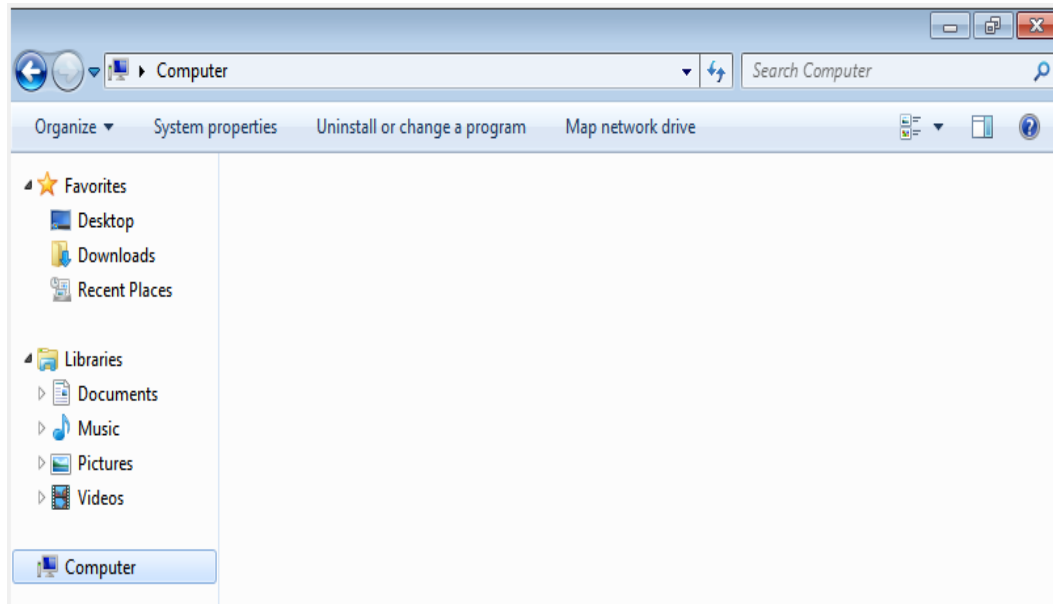 Computer
Search Computer
Organize
System properties
Uninstall or change a program
Map network drive
Favorites
Desktop
Downloads
Recent Places
Libraries
Documents
Music
Pictures
Videos
Computer